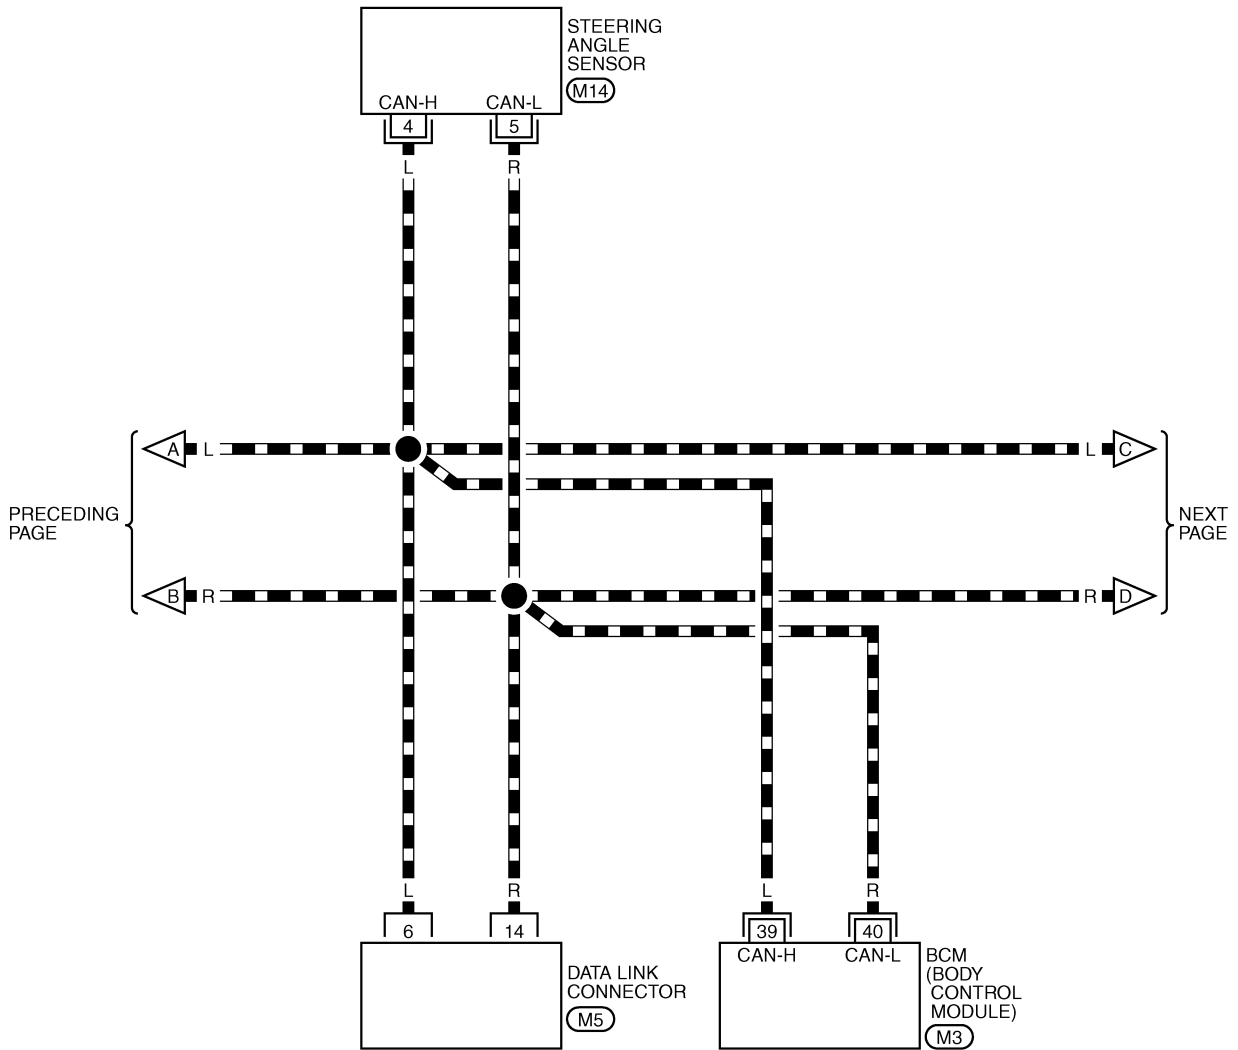 STEERING
ANGLE
SENSOR
M14
CAN-H CAN-L
4 5
L R
A L L C
PRECEDING
PAGE
NEXT
PAGE
B R R D
L R L R
6 14 39 40
CAN-H CAN-L
DATA LINK
CONNECTOR
M5
BCM
(BODY
CONTROL
MODULE)
M3